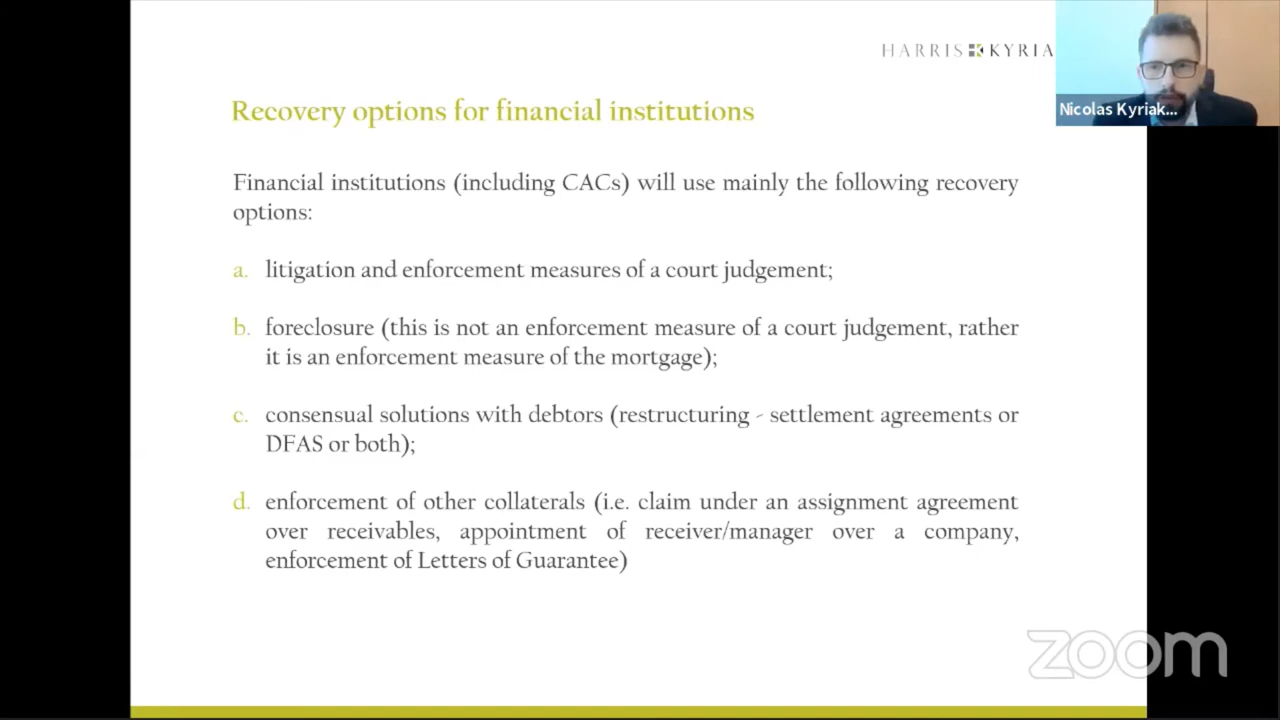 HARRIS KYRIA
Nicolas Kyriak...
Recovery options for financial institutions
Financial institutions (including CACs) will use mainly the following recovery
options:
a. litigation and enforcement measures of a court judgement;
b. foreclosure (this is not an enforcement measure of a court judgement, rather
it is an enforcement measure of the mortgage);
c. consensual solutions with debtors (restructuring - settlement agreements or
DFAS or both);
d. enforcement of other collaterals (i.e. claim under an assignment agreement
over receivables, appointment of receiver/manager over a company,
enforcement of Letters of Guarantee)
zoom